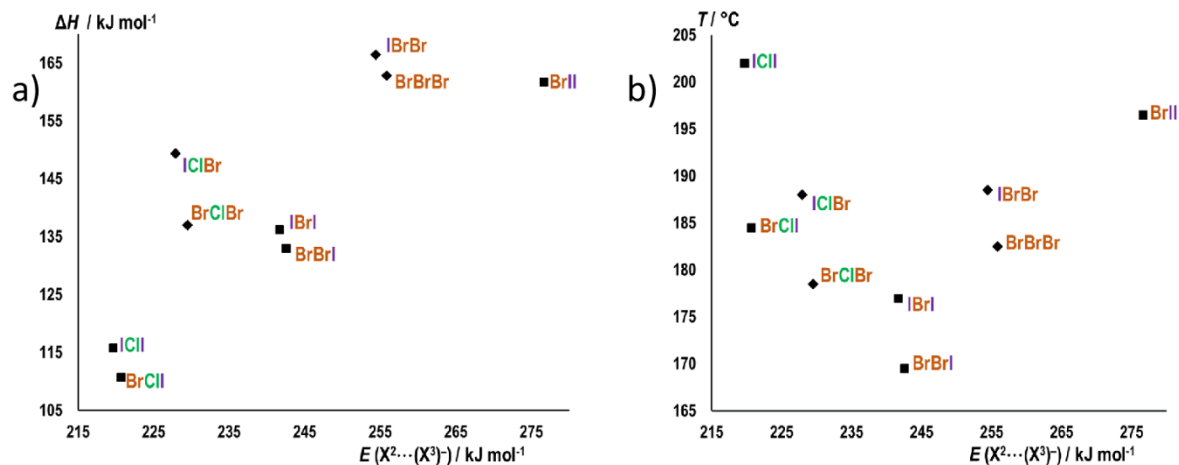 a)
ΔH / kJ mol⁻¹
165
155
145
135
125
115
105
215 225 235 245 255 265 275
E (X²⋯(X³)⁻) / kJ mol⁻¹
IBrBr
BrBrBr
BrII
IClBr
BrClBr
IBrI
BrBrI
IClI
BrClI
b)
T / °C
205
200
195
190
185
180
175
170
165
215 225 235 245 255 265 275
E (X²⋯(X³)⁻) / kJ mol⁻¹
IClI
BrII
IClBr
IBrBr
BrClI
BrBrBr
BrClBr
IBrI
BrBrI